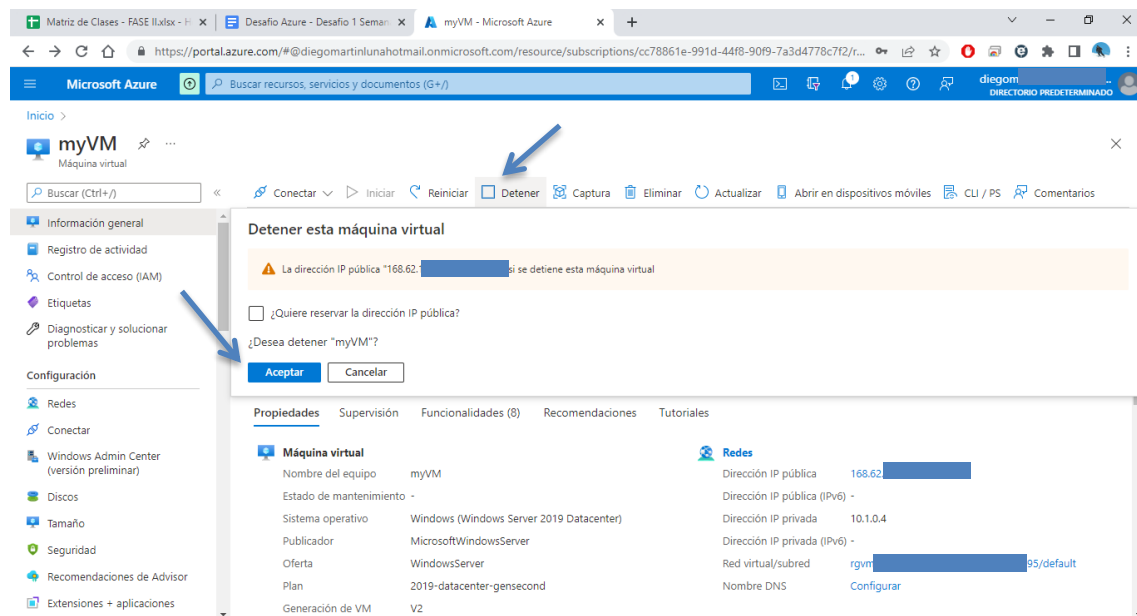 Matriz de Clases - FASE II.xlsx - H
Desafio Azure - Desafio 1 Seman
myVM - Microsoft Azure
https://portal.azure.com/#@diegomartinlunahotmail.onmicrosoft.com/resource/subscriptions/cc78861e-991d-44f8-90f9-7a3d4778c7f2/r...
Microsoft Azure
Buscar recursos, servicios y documentos (G+/)
1
diegom
..
DIRECTORIO PREDETERMINADO
Inicio >
myVM
...
Máquina virtual
Buscar (Ctrl+/)
«
Conectar
Iniciar
Reiniciar
Detener
Captura
Eliminar
Actualizar
Abrir en dispositivos móviles
CLI / PS
Comentarios
Información general
Registro de actividad
Control de acceso (IAM)
Etiquetas
Diagnosticar y solucionar
problemas
Configuración
Redes
Conectar
Windows Admin Center
(versión preliminar)
Discos
Tamaño
Seguridad
Recomendaciones de Advisor
Extensiones + aplicaciones
Detener esta máquina virtual
La dirección IP pública "168.62. si se detiene esta máquina virtual
¿Quiere reservar la dirección IP pública?
¿Desea detener "myVM"?
Aceptar
Cancelar
Propiedades
Supervisión
Funcionalidades (8)
Recomendaciones
Tutoriales
Máquina virtual
Nombre del equipo myVM
Estado de mantenimiento -
Sistema operativo Windows (Windows Server 2019 Datacenter)
Publicador MicrosoftWindowsServer
Oferta WindowsServer
Plan 2019-datacenter-gensecond
Generación de VM V2
Redes
Dirección IP pública 168.62.
Dirección IP pública (IPv6) -
Dirección IP privada 10.1.0.4
Dirección IP privada (IPv6) -
Red virtual/subred rgvm 95/default
Nombre DNS Configurar